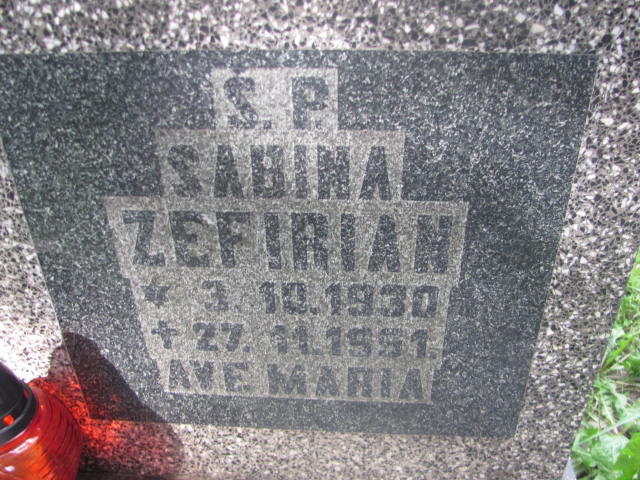 S. P.
SABINA
ZEFIRIAN
* 3. 10. 1930
+ 27. 11. 1951.
AVE MARIA